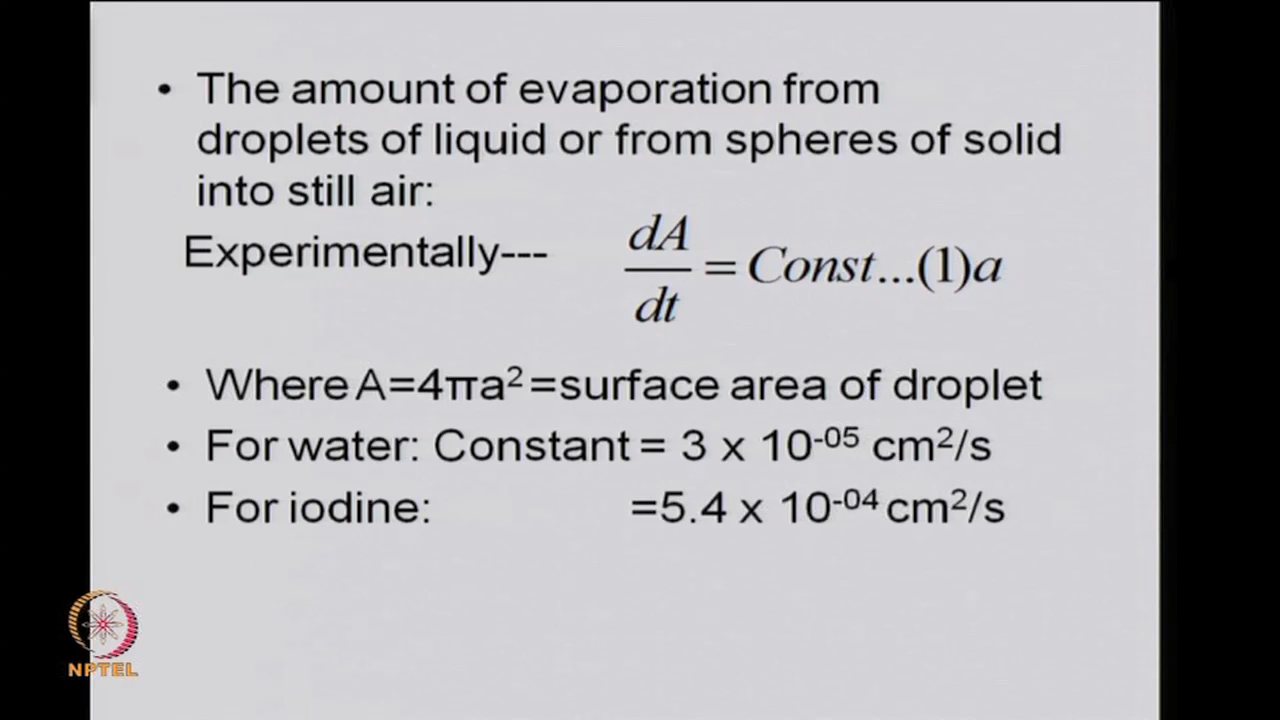 • The amount of evaporation from
droplets of liquid or from spheres of solid
into still air:
Experimentally--- dA/dt = Const...(1)a
• Where A=4πa²=surface area of droplet
• For water: Constant = 3 x 10⁻⁰⁵ cm²/s
• For iodine: =5.4 x 10⁻⁰⁴ cm²/s
NPTEL